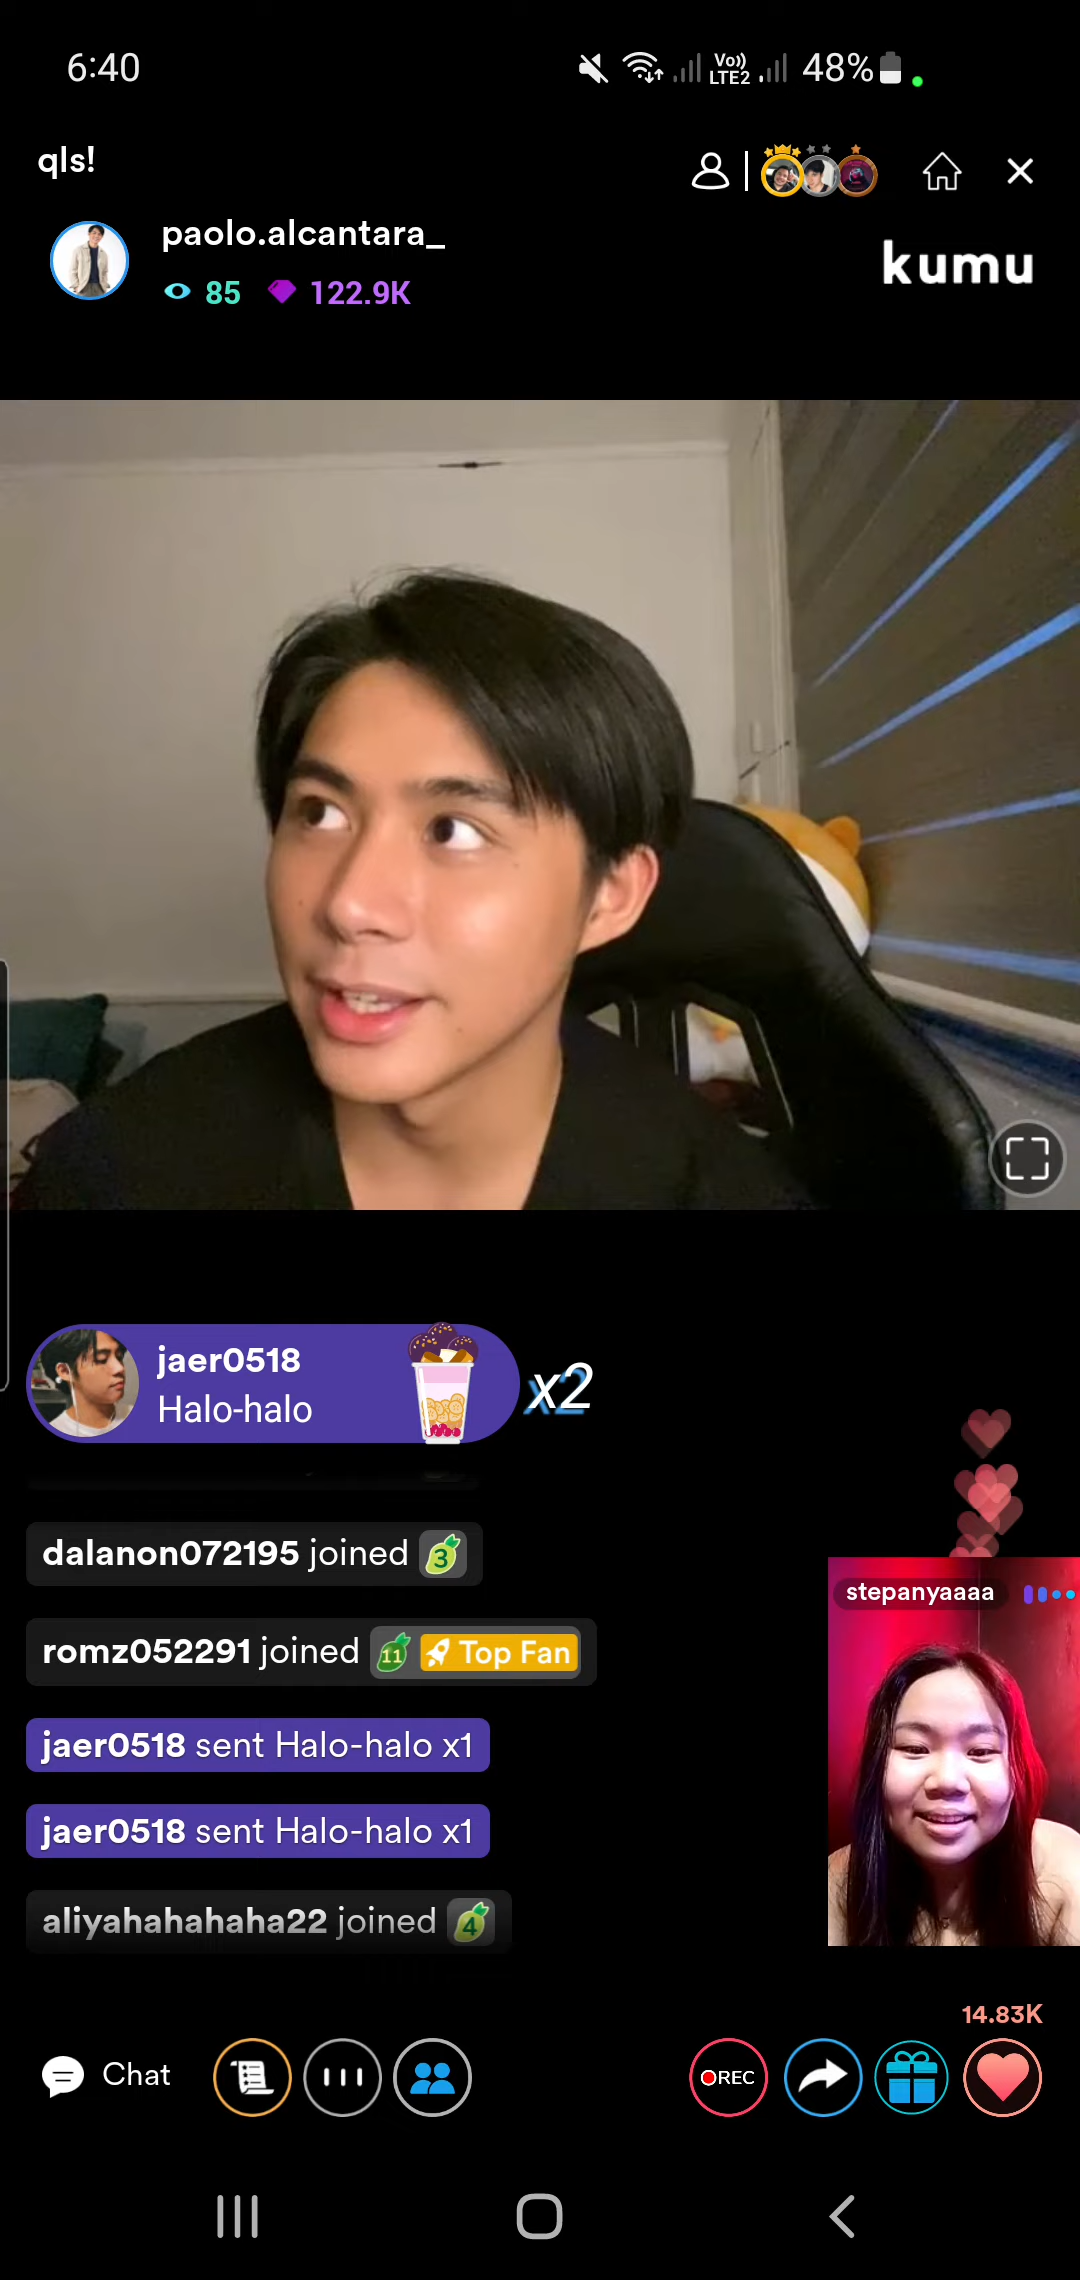 6:40
Vo))
LTE2
48%
qls!
paolo.alcantara_
85
122.9K
kumu
jaer0518
Halo-halo
x2
dalanon072195 joined 3
romz052291 joined 11 Top Fan
jaer0518 sent Halo-halo x1
jaer0518 sent Halo-halo x1
aliyahahahaha22 joined 4
stepanyaaaa
14.83K
Chat
REC